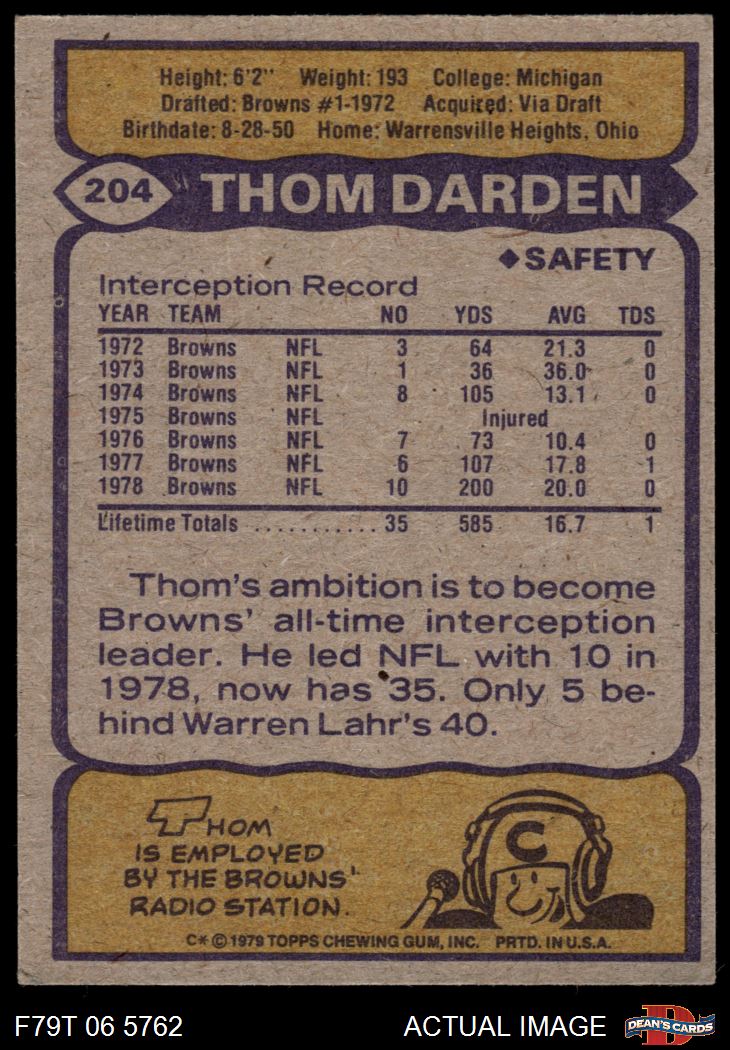 Height: 6'2" Weight: 193 College: Michigan
Drafted: Browns #1-1972 Acquired: Via Draft
Birthdate: 8-28-50 Home: Warrensville Heights, Ohio
204 THOM DARDEN
◆SAFETY
Interception Record
YEAR TEAM NO YDS AVG TDS
1972 Browns NFL 3 64 21.3 0
1973 Browns NFL 1 36 36.0 0
1974 Browns NFL 8 105 13.1 0
1975 Browns NFL Injured
1976 Browns NFL 7 73 10.4 0
1977 Browns NFL 6 107 17.8 1
1978 Browns NFL 10 200 20.0 0
Lifetime Totals ........... 35 585 16.7 1
Thom's ambition is to become
Browns' all-time interception
leader. He led NFL with 10 in
1978, now has 35. Only 5 be-
hind Warren Lahr's 40.
THOM
IS EMPLOYED
BY THE BROWNS'
RADIO STATION.
C
C* © 1979 TOPPS CHEWING GUM, INC. PRTD. IN U.S.A.
F79T 06 5762 ACTUAL IMAGE D DEAN'S CARDS